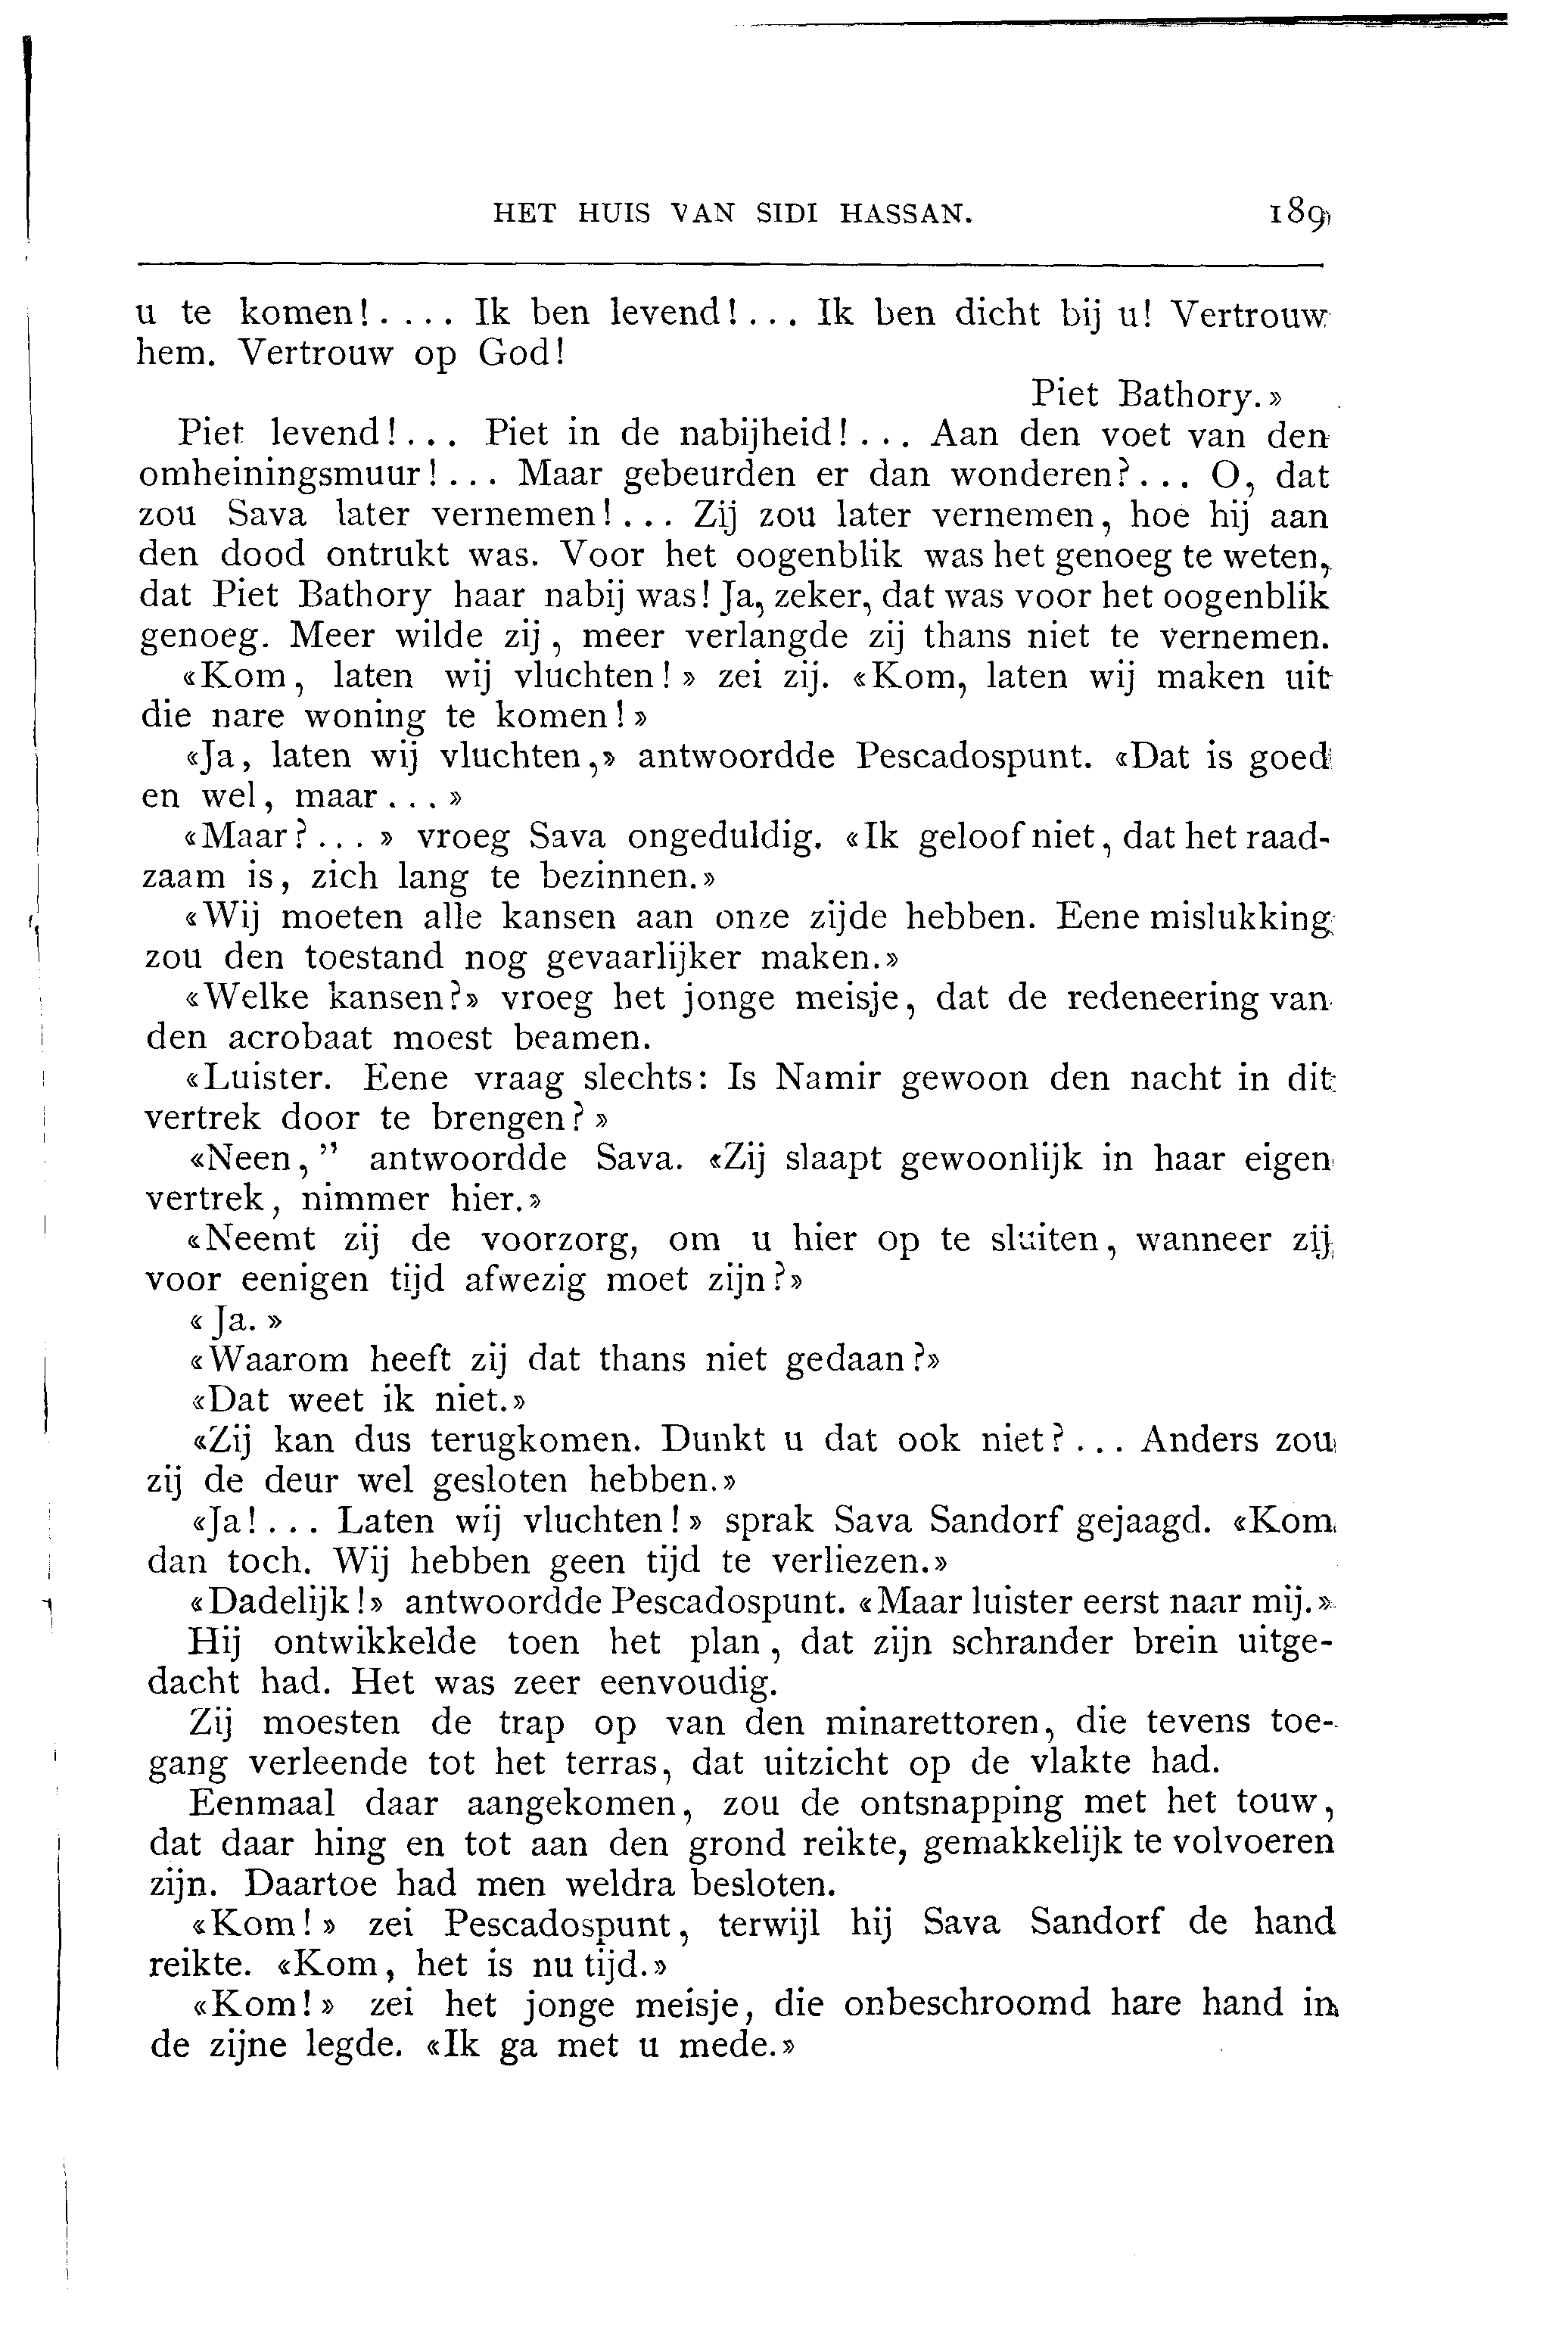 HET HUIS VAN SIDI HASSAN. 189
u te komen!.... Ik ben levend!... Ik ben dicht bij u! Vertrouw
hem. Vertrouw op God!
Piet Bathory.»
Piet levend!... Piet in de nabijheid!... Aan den voet van den
omheiningsmuur!... Maar gebeurden er dan wonderen?... O, dat
zou Sava later vernemen!... Zij zou later vernemen, hoe hij aan
den dood ontrukt was. Voor het oogenblik was het genoeg te weten,
dat Piet Bathory haar nabij was! Ja, zeker, dat was voor het oogenblik
genoeg. Meer wilde zij, meer verlangde zij thans niet te vernemen.
«Kom, laten wij vluchten!» zei zij. «Kom, laten wij maken uit
die nare woning te komen!»
«Ja, laten wij vluchten,» antwoordde Pescadospunt. «Dat is goed
en wel, maar...»
«Maar?...» vroeg Sava ongeduldig. «Ik geloof niet, dat het raad-
zaam is, zich lang te bezinnen.»
«Wij moeten alle kansen aan onze zijde hebben. Eene mislukking
zou den toestand nog gevaarlijker maken.»
«Welke kansen?» vroeg het jonge meisje, dat de redeneering van
den acrobaat moest beamen.
«Luister. Eene vraag slechts: Is Namir gewoon den nacht in dit
vertrek door te brengen?»
«Neen,” antwoordde Sava. «Zij slaapt gewoonlijk in haar eigen
vertrek, nimmer hier.»
«Neemt zij de voorzorg, om u hier op te sluiten, wanneer zij
voor eenigen tijd afwezig moet zijn?»
«Ja.»
«Waarom heeft zij dat thans niet gedaan?»
«Dat weet ik niet.»
«Zij kan dus terugkomen. Dunkt u dat ook niet?... Anders zou
zij de deur wel gesloten hebben.»
«Ja!... Laten wij vluchten!» sprak Sava Sandorf gejaagd. «Kom
dan toch. Wij hebben geen tijd te verliezen.»
«Dadelijk!» antwoordde Pescadospunt. «Maar luister eerst naar mij.»
Hij ontwikkelde toen het plan, dat zijn schrander brein uitge-
dacht had. Het was zeer eenvoudig.
Zij moesten de trap op van den minarettoren, die tevens toe-
gang verleende tot het terras, dat uitzicht op de vlakte had.
Eenmaal daar aangekomen, zou de ontsnapping met het touw,
dat daar hing en tot aan den grond reikte, gemakkelijk te volvoeren
zijn. Daartoe had men weldra besloten.
«Kom!» zei Pescadospunt, terwijl hij Sava Sandorf de hand
reikte. «Kom, het is nu tijd.»
«Kom!» zei het jonge meisje, die onbeschroomd hare hand in
de zijne legde. «Ik ga met u mede.»